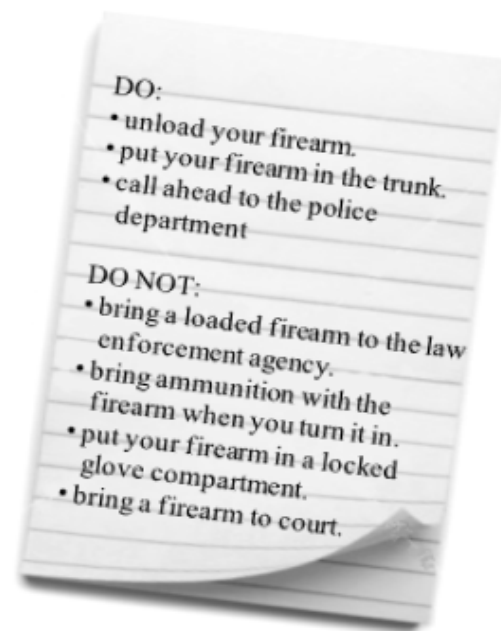 DO:
• unload your firearm.
• put your firearm in the trunk.
• call ahead to the police
department
DO NOT:
• bring a loaded firearm to the law
enforcement agency.
• bring ammunition with the
firearm when you turn it in.
• put your firearm in a locked
glove compartment.
• bring a firearm to court.